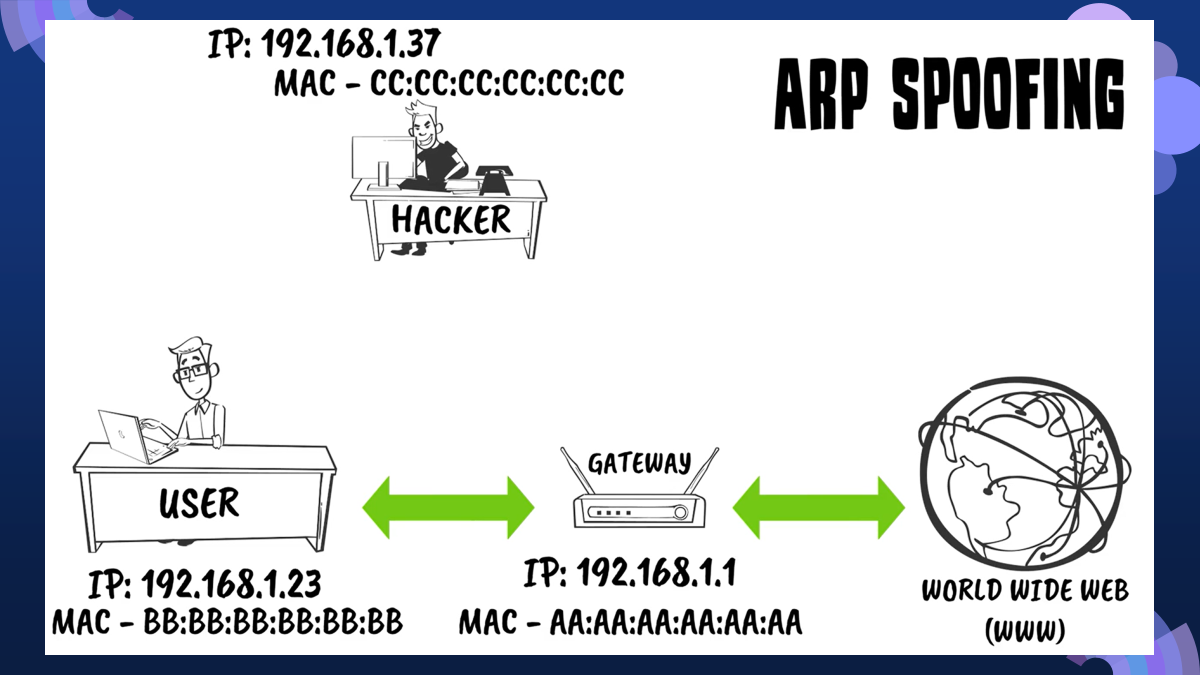 IP: 192.168.1.37
MAC - CC:CC:CC:CC:CC:CC
ARP SPOOFING
HACKER
GATEWAY
USER
IP: 192.168.1.23
MAC - BB:BB:BB:BB:BB:BB
IP: 192.168.1.1
MAC - AA:AA:AA:AA:AA:AA
WORLD WIDE WEB
(WWW)